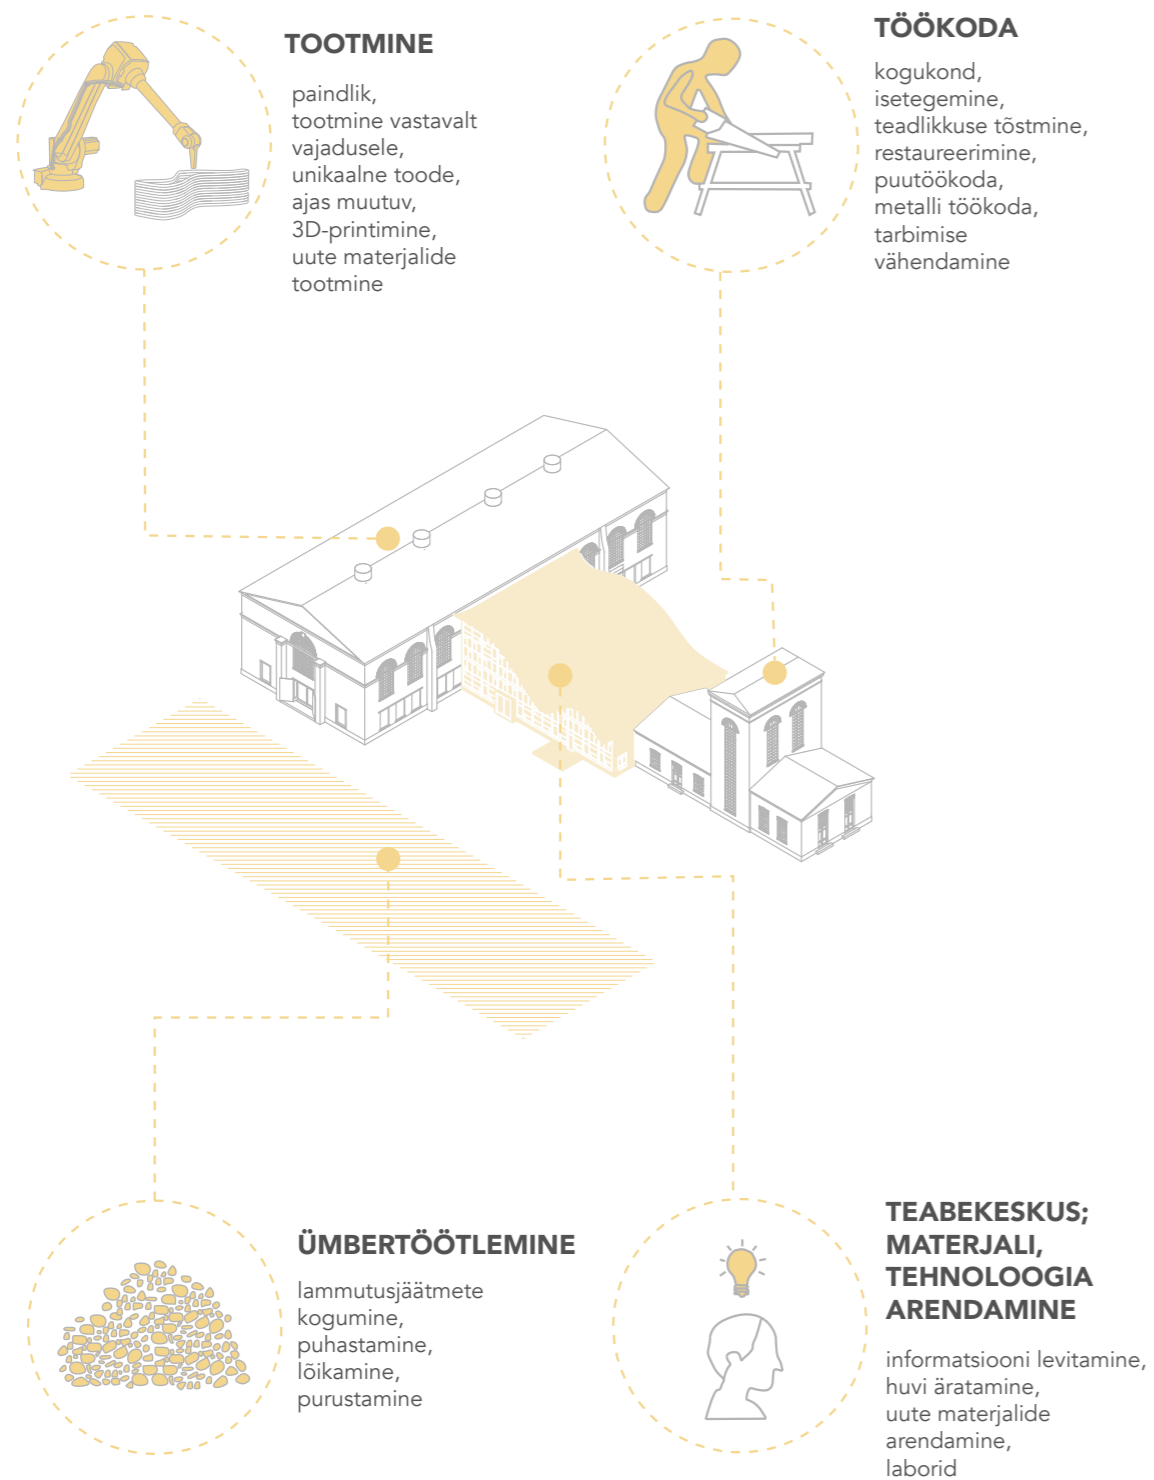 TOOTMINE
paindlik,
tootmine vastavalt
vajadusele,
unikaalne toode,
ajas muutuv,
3D-printimine,
uute materjalide
tootmine
TÖÖKODA
kogukond,
isetegemine,
teadlikkuse tõstmine,
restaureerimine,
puutöökoda,
metalli töökoda,
tarbimise
vähendamine
ÜMBERTÖÖTLEMINE
lammutusjäätmete
kogumine,
puhastamine,
lõikamine,
purustamine
TEABEKESKUS;
MATERJALI,
TEHNOLOOGIA
ARENDAMINE
informatsiooni levitamine,
huvi äratamine,
uute materjalide
arendamine,
laborid